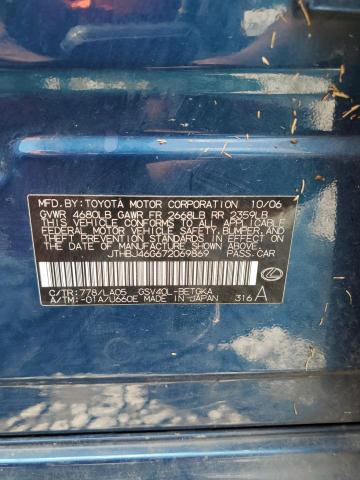 MFD. BY: TOYOTA MOTOR CORPORATION 10/06
GVWR 4680LB GAWR FR 2668LB RR 2359LB
THIS VEHICLE CONFORMS TO ALL APPLICABLE
FEDERAL MOTOR VEHICLE SAFETY, BUMPER, AND
THEFT PREVENTION STANDARDS IN EFFECT ON
THE DATE OF MANUFACTURE SHOWN ABOVE.
JTHBJ46G672069869 PASS.CAR
C/TR: 778/LA05 GSV40L-BETGKA
A/TM: -01A/U660E MADE IN JAPAN 316 A